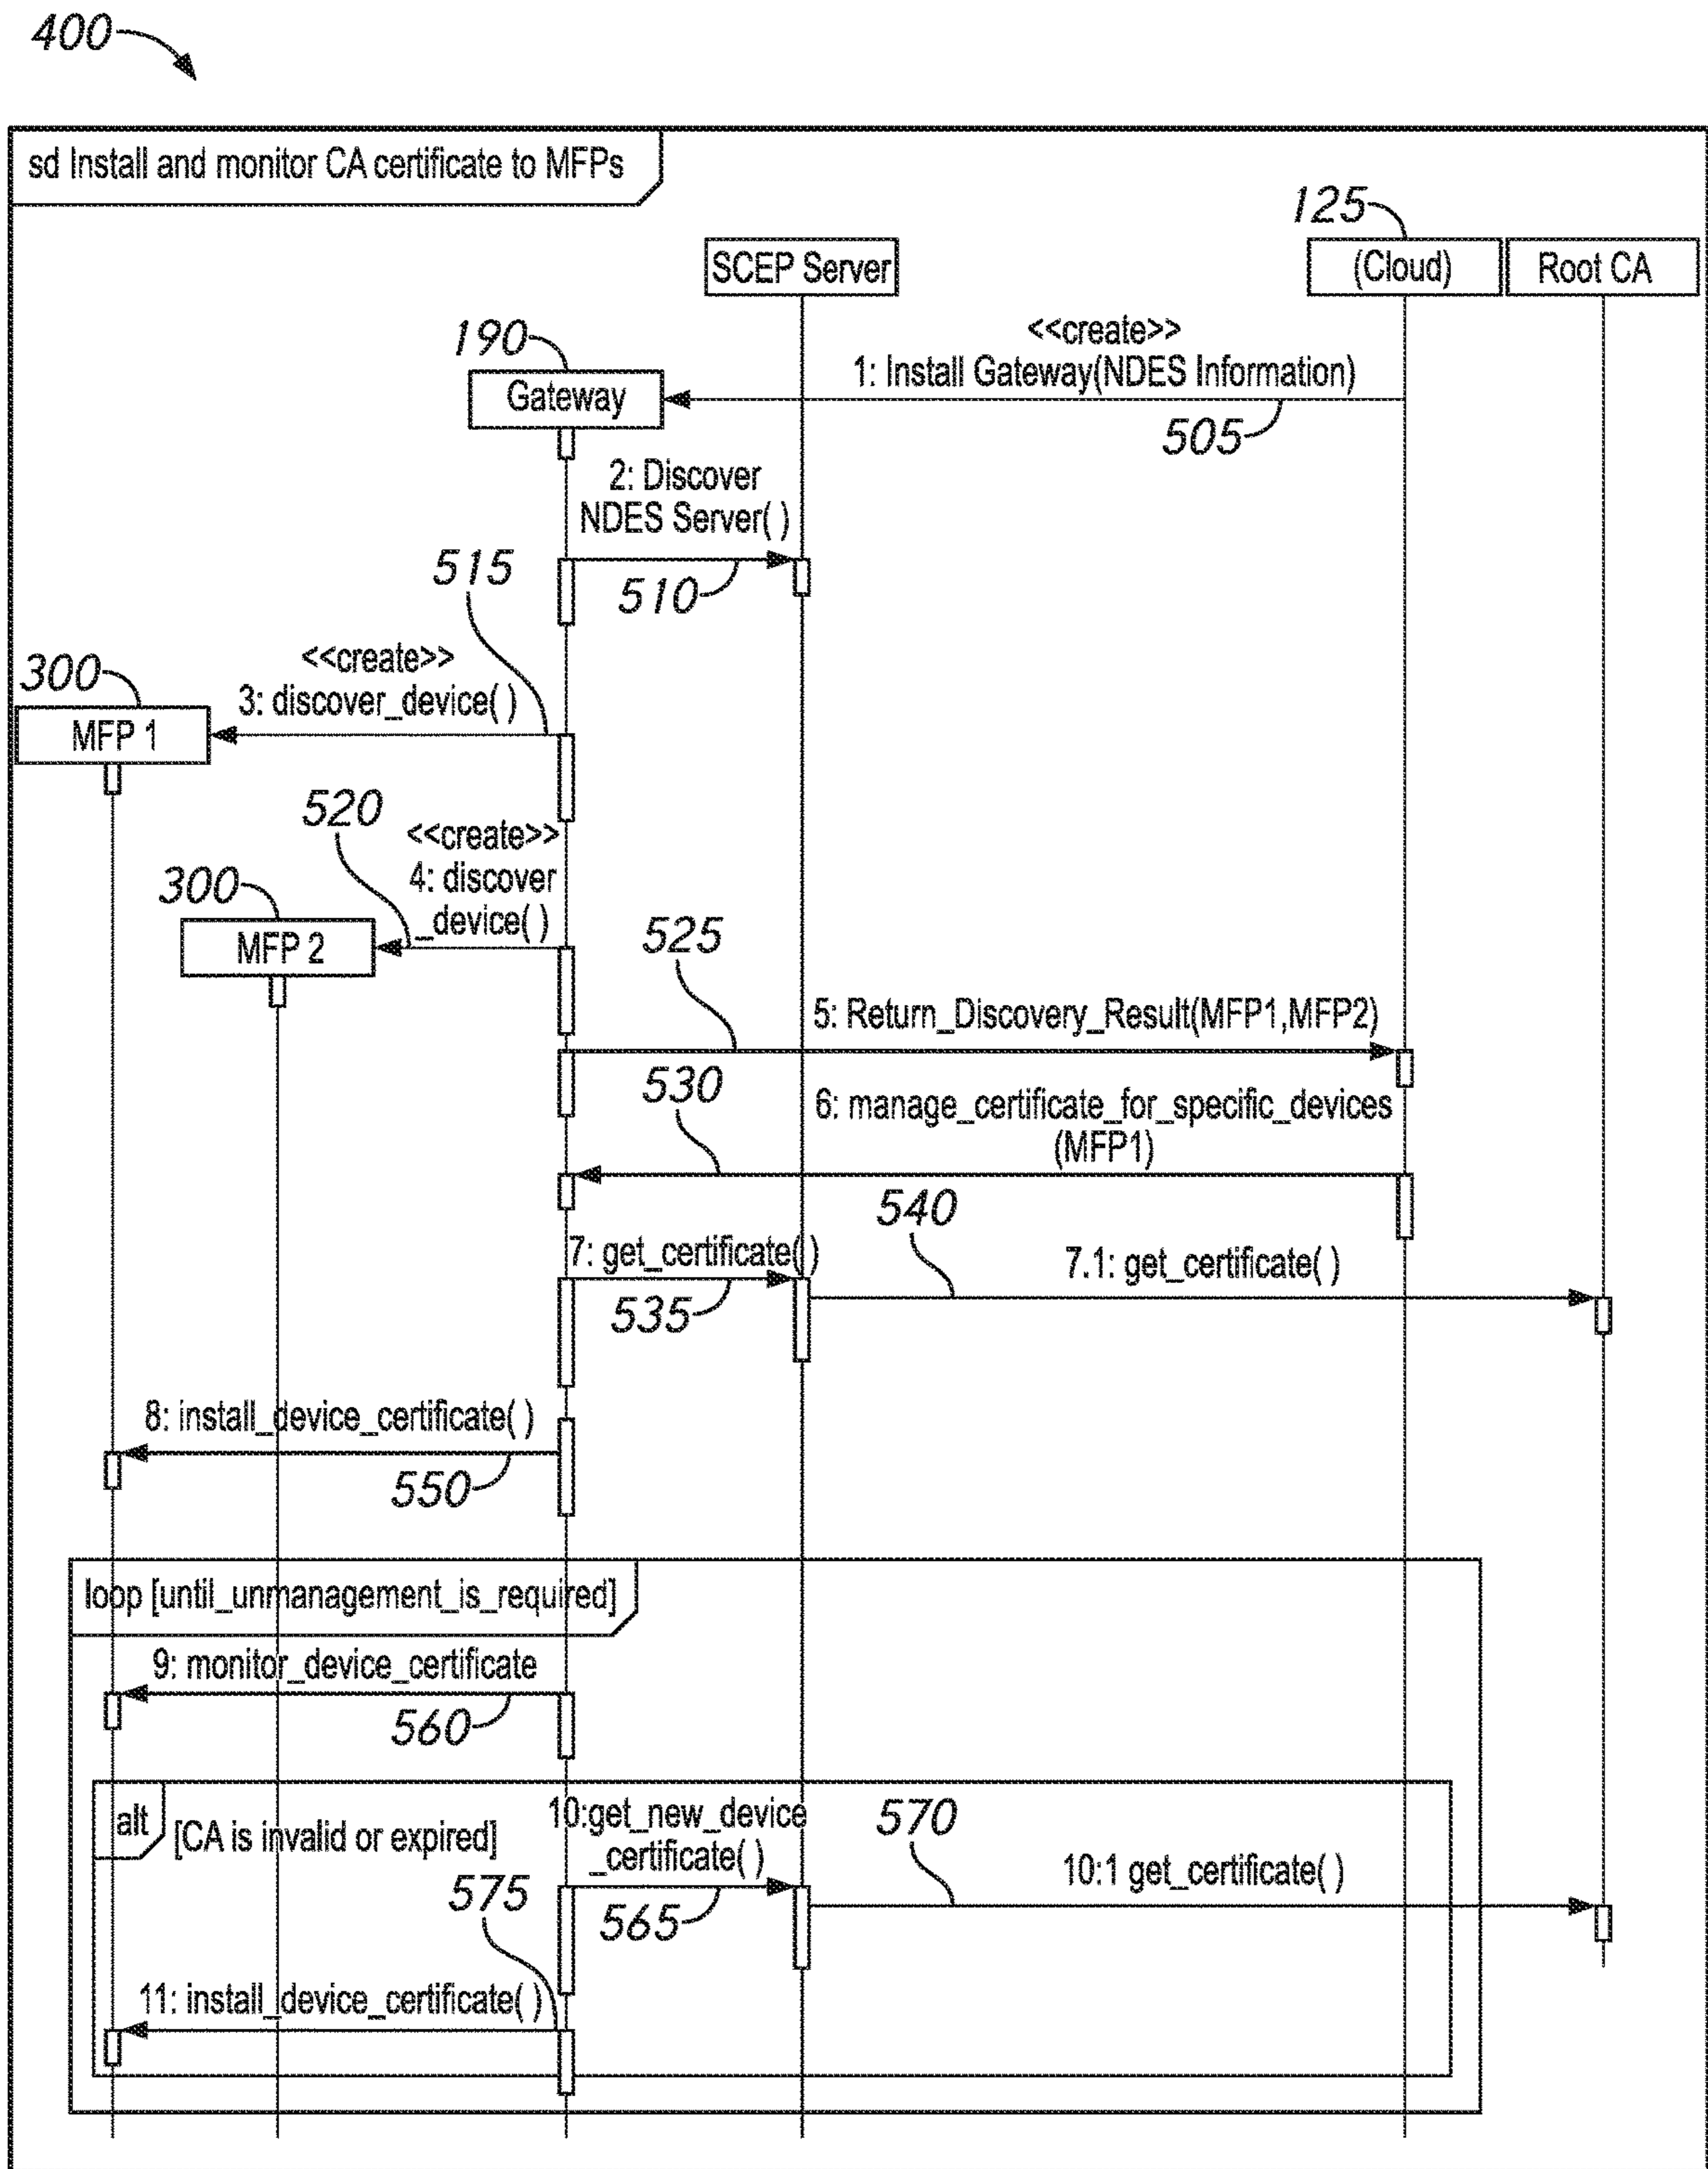 400
sd Install and monitor CA certificate to MFPs
125
SCEP Server
(Cloud)
Root CA
<<create>>
1: Install Gateway(NDES Information)
190
Gateway
505
2: Discover
NDES Server( )
515
510
<<create>>
3: discover_device( )
300
MFP 1
520
<<create>>
4: discover
_device( )
300
MFP 2
525
5: Return_Discovery_Result(MFP1,MFP2)
530
6: manage_certificate_for_specific_devices
(MFP1)
540
7: get_certificate( )
7.1: get_certificate( )
535
8: install_device_certificate( )
550
loop [until_unmanagement_is_required]
9: monitor_device_certificate
560
alt
[CA is invalid or expired]
10:get_new_device
_certificate( )
570
10:1 get_certificate( )
575
565
11: install_device_certificate( )